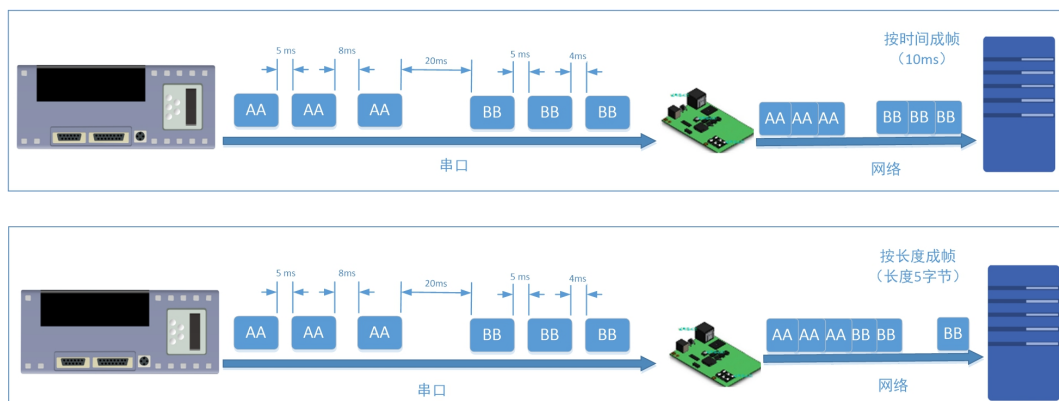 按时间成帧
（10ms）
5 ms
8ms
20ms
5 ms
4ms
AA
AA
AA
BB
BB
BB
AA AA AA
BB BB BB
串口
网络
按长度成帧
（长度5字节）
5 ms
8ms
20ms
5 ms
4ms
AA
AA
AA
BB
BB
BB
AA AA AA BB BB
BB
串口
网络